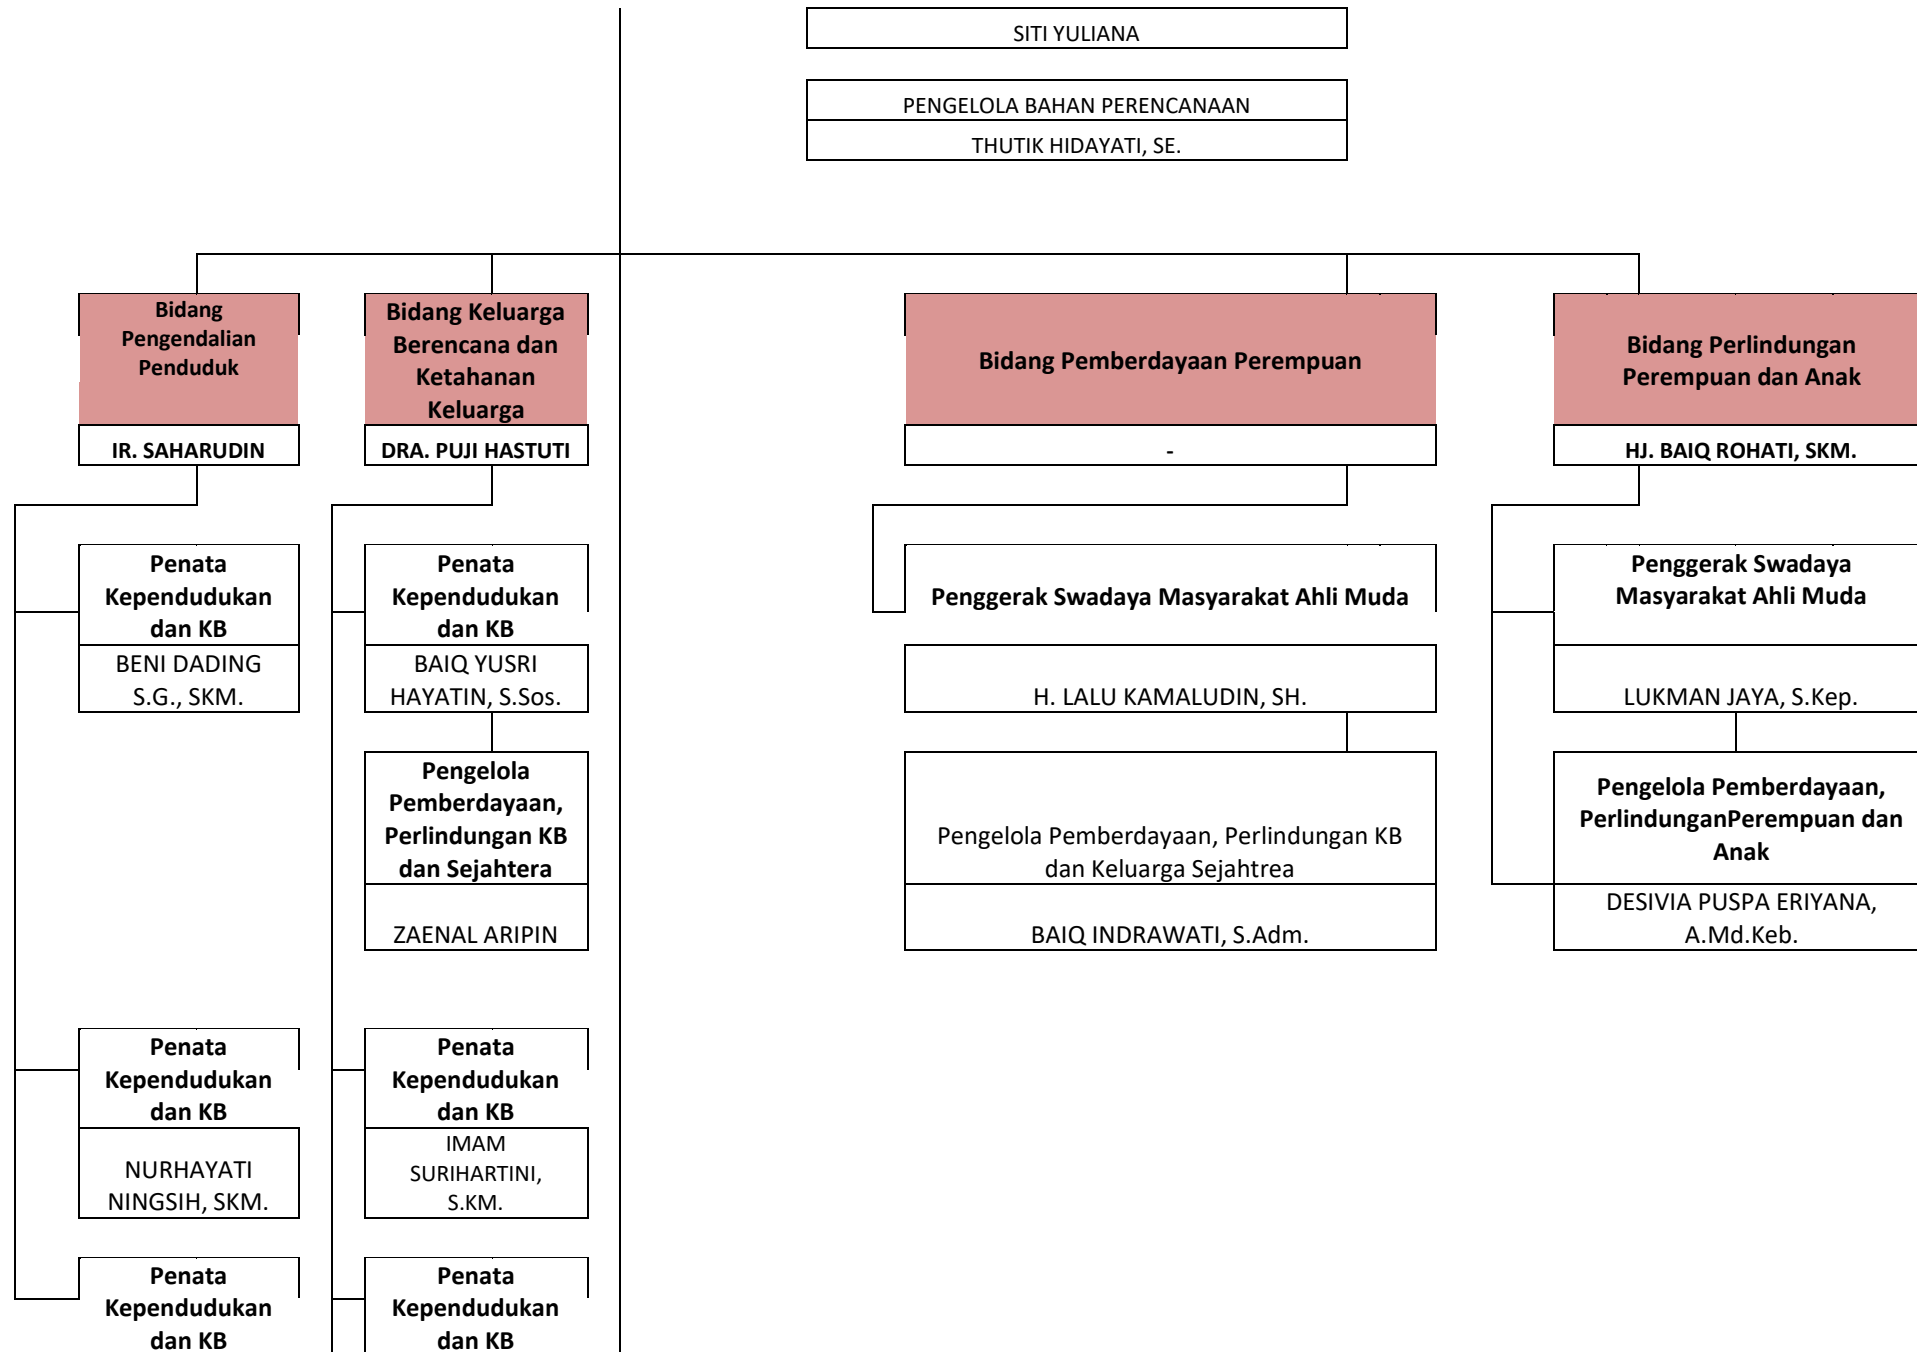 SITI YULIANA
PENGELOLA BAHAN PERENCANAAN
THUTIK HIDAYATI, SE.
Bidang
Pengendalian
Penduduk
IR. SAHARUDIN
Bidang Keluarga
Berencana dan
Ketahanan
Keluarga
DRA. PUJI HASTUTI
Bidang Pemberdayaan Perempuan
-
Bidang Perlindungan
Perempuan dan Anak
HJ. BAIQ ROHATI, SKM.
Penata
Kependudukan
dan KB
BENI DADING
S.G., SKM.
Penata
Kependudukan
dan KB
BAIQ YUSRI
HAYATIN, S.Sos.
Penggerak Swadaya Masyarakat Ahli Muda
H. LALU KAMALUDIN, SH.
Penggerak Swadaya
Masyarakat Ahli Muda
LUKMAN JAYA, S.Kep.
Pengelola
Pemberdayaan,
Perlindungan KB
dan Sejahtera
ZAENAL ARIPIN
Pengelola Pemberdayaan, Perlindungan KB
dan Keluarga Sejahtrea
BAIQ INDRAWATI, S.Adm.
Pengelola Pemberdayaan,
PerlindunganPerempuan dan
Anak
DESIVIA PUSPA ERIYANA,
A.Md.Keb.
Penata
Kependudukan
dan KB
NURHAYATI
NINGSIH, SKM.
Penata
Kependudukan
dan KB
IMAM
SURIHARTINI,
S.KM.
Penata
Kependudukan
dan KB
Penata
Kependudukan
dan KB